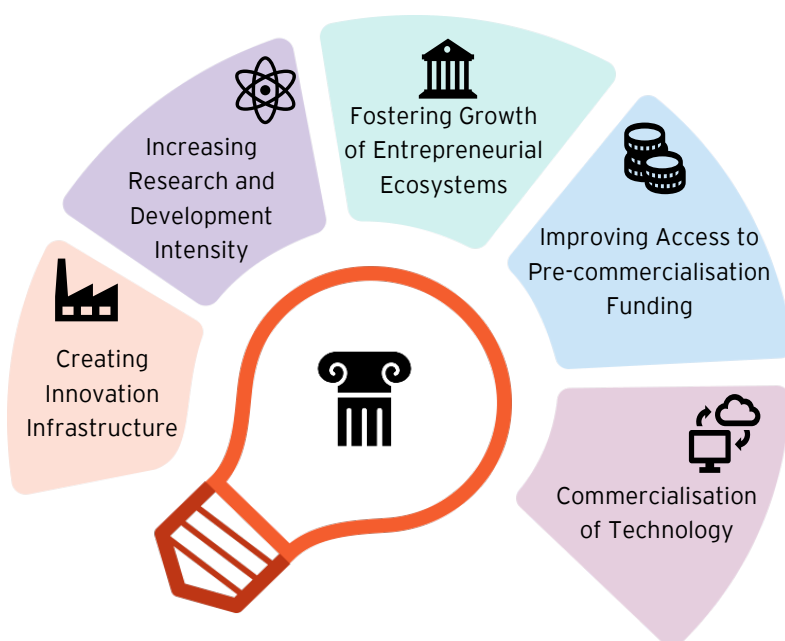 Creating
Innovation
Infrastructure
Increasing
Research and
Development
Intensity
Fostering Growth
of Entrepreneurial
Ecosystems
Improving Access to
Pre-commercialisation
Funding
Commercialisation
of Technology